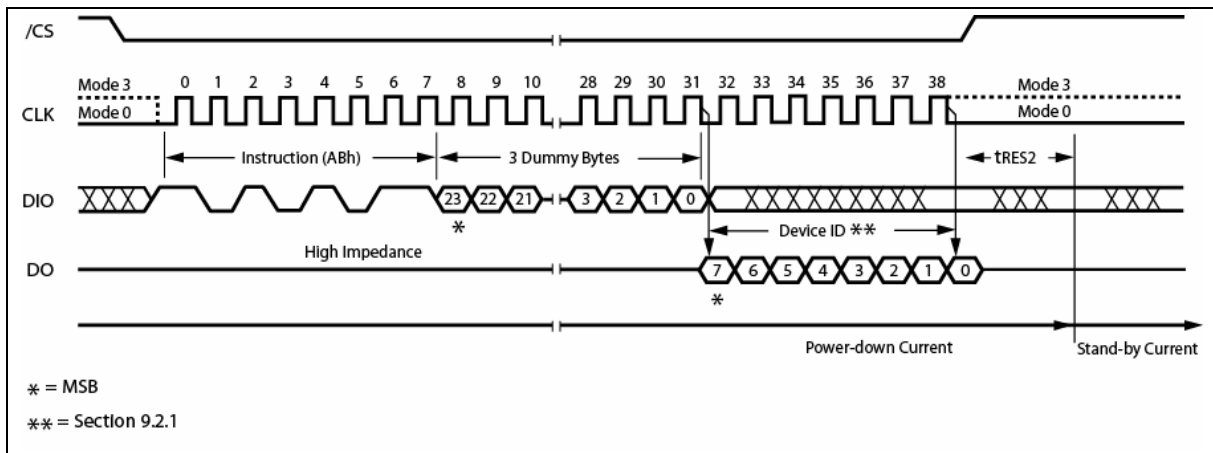 /CS
0 1 2 3 4 5 6 7 8 9 10 28 29 30 31 32 33 34 35 36 37 38
Mode 3 Mode 3
CLK Mode 0 Mode 0
Instruction (ABh) 3 Dummy Bytes tRES2
DIO 23 22 21 3 2 1 0
* Device ID **
High Impedance
DO 7 6 5 4 3 2 1 0
*
Power-down Current Stand-by Current
* = MSB
** = Section 9.2.1